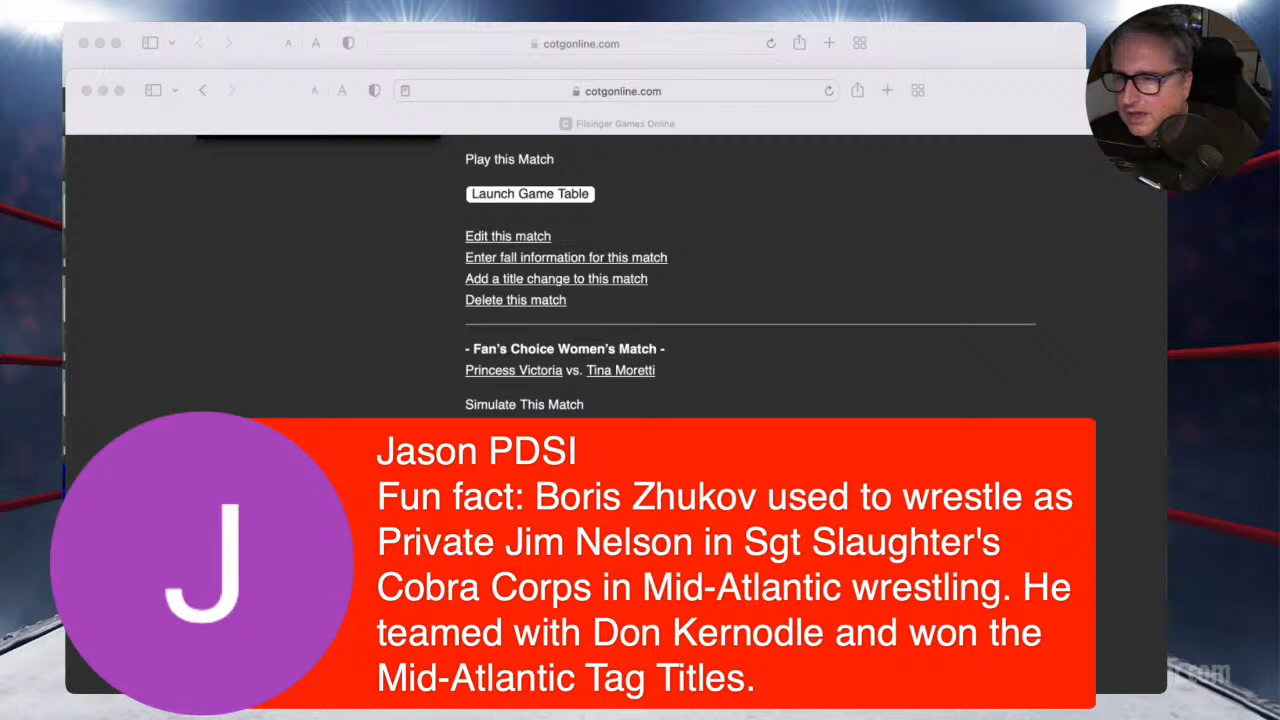 A A cotgonline.com
A A cotgonline.com
C Filsinger Games Online
Play this Match
Launch Game Table
Edit this match
Enter fall information for this match
Add a title change to this match
Delete this match
- Fan's Choice Women's Match -
Princess Victoria vs. Tina Moretti
Simulate This Match
J
Jason PDSI
Fun fact: Boris Zhukov used to wrestle as
Private Jim Nelson in Sgt Slaughter's
Cobra Corps in Mid-Atlantic wrestling. He
teamed with Don Kernodle and won the
Mid-Atlantic Tag Titles.